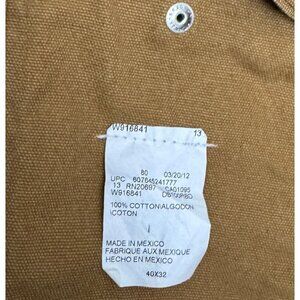 W916841 13
80 03/20/12
UPC 607645241777
13 RN20697 CA01095
W916841
100% COTTON/ALGODON
/COTON
MADE IN MEXICO
FABRIQUE AUX MEXIQUE
HECHO EN MEXICO
40X32